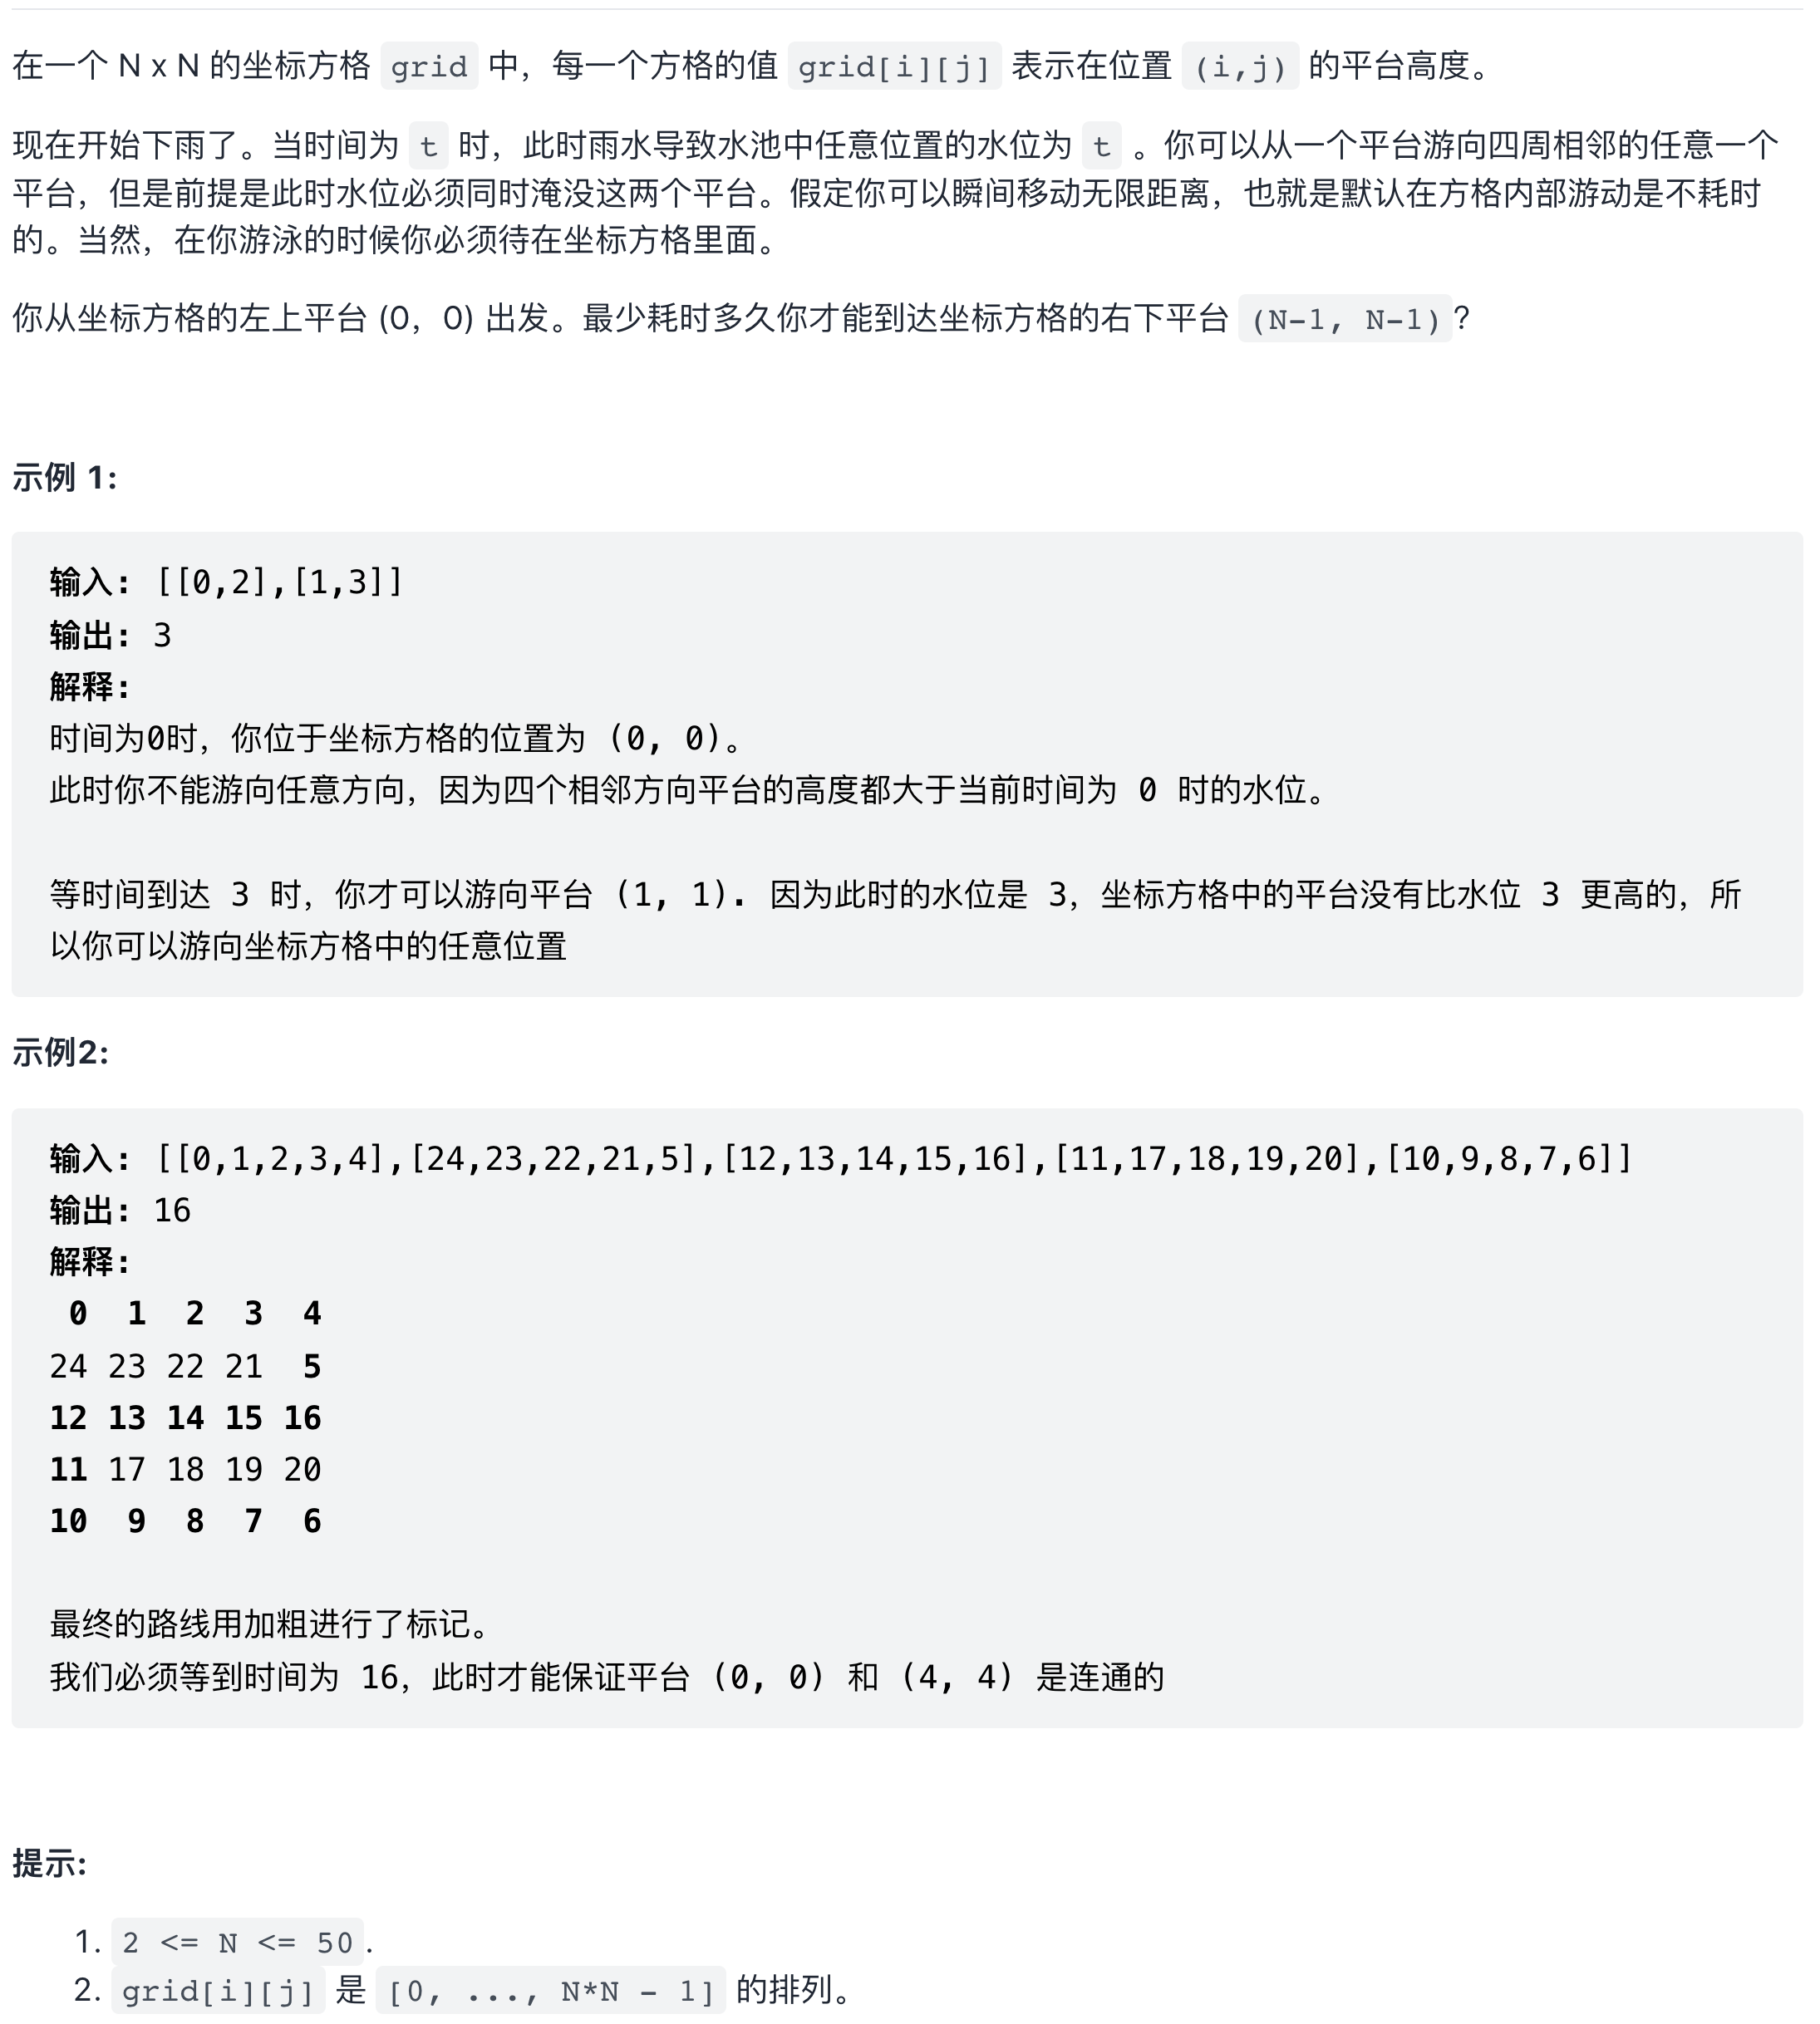 在一个 N x N 的坐标方格 grid 中，每一个方格的值 grid[i][j] 表示在位置 (i,j) 的平台高度。
现在开始下雨了。当时间为 t 时，此时雨水导致水池中任意位置的水位为 t 。你可以从一个平台游向四周相邻的任意一个
平台，但是前提是此时水位必须同时淹没这两个平台。假定你可以瞬间移动无限距离，也就是默认在方格内部游动是不耗时
的。当然，在你游泳的时候你必须待在坐标方格里面。
你从坐标方格的左上平台 (0，0) 出发。最少耗时多久你才能到达坐标方格的右下平台 (N-1, N-1)？
示例 1:
输入: [[0,2],[1,3]]
输出: 3
解释:
时间为0时，你位于坐标方格的位置为 (0, 0)。
此时你不能游向任意方向，因为四个相邻方向平台的高度都大于当前时间为 0 时的水位。
等时间到达 3 时，你才可以游向平台 (1, 1). 因为此时的水位是 3，坐标方格中的平台没有比水位 3 更高的，所
以你可以游向坐标方格中的任意位置
示例2:
输入: [[0,1,2,3,4],[24,23,22,21,5],[12,13,14,15,16],[11,17,18,19,20],[10,9,8,7,6]]
输出: 16
解释:
0 1 2 3 4
24 23 22 21 5
12 13 14 15 16
11 17 18 19 20
10 9 8 7 6
最终的路线用加粗进行了标记。
我们必须等到时间为 16，此时才能保证平台 (0, 0) 和 (4, 4) 是连通的
提示:
1. 2 <= N <= 50.
2. grid[i][j] 是 [0, ..., N*N - 1] 的排列。